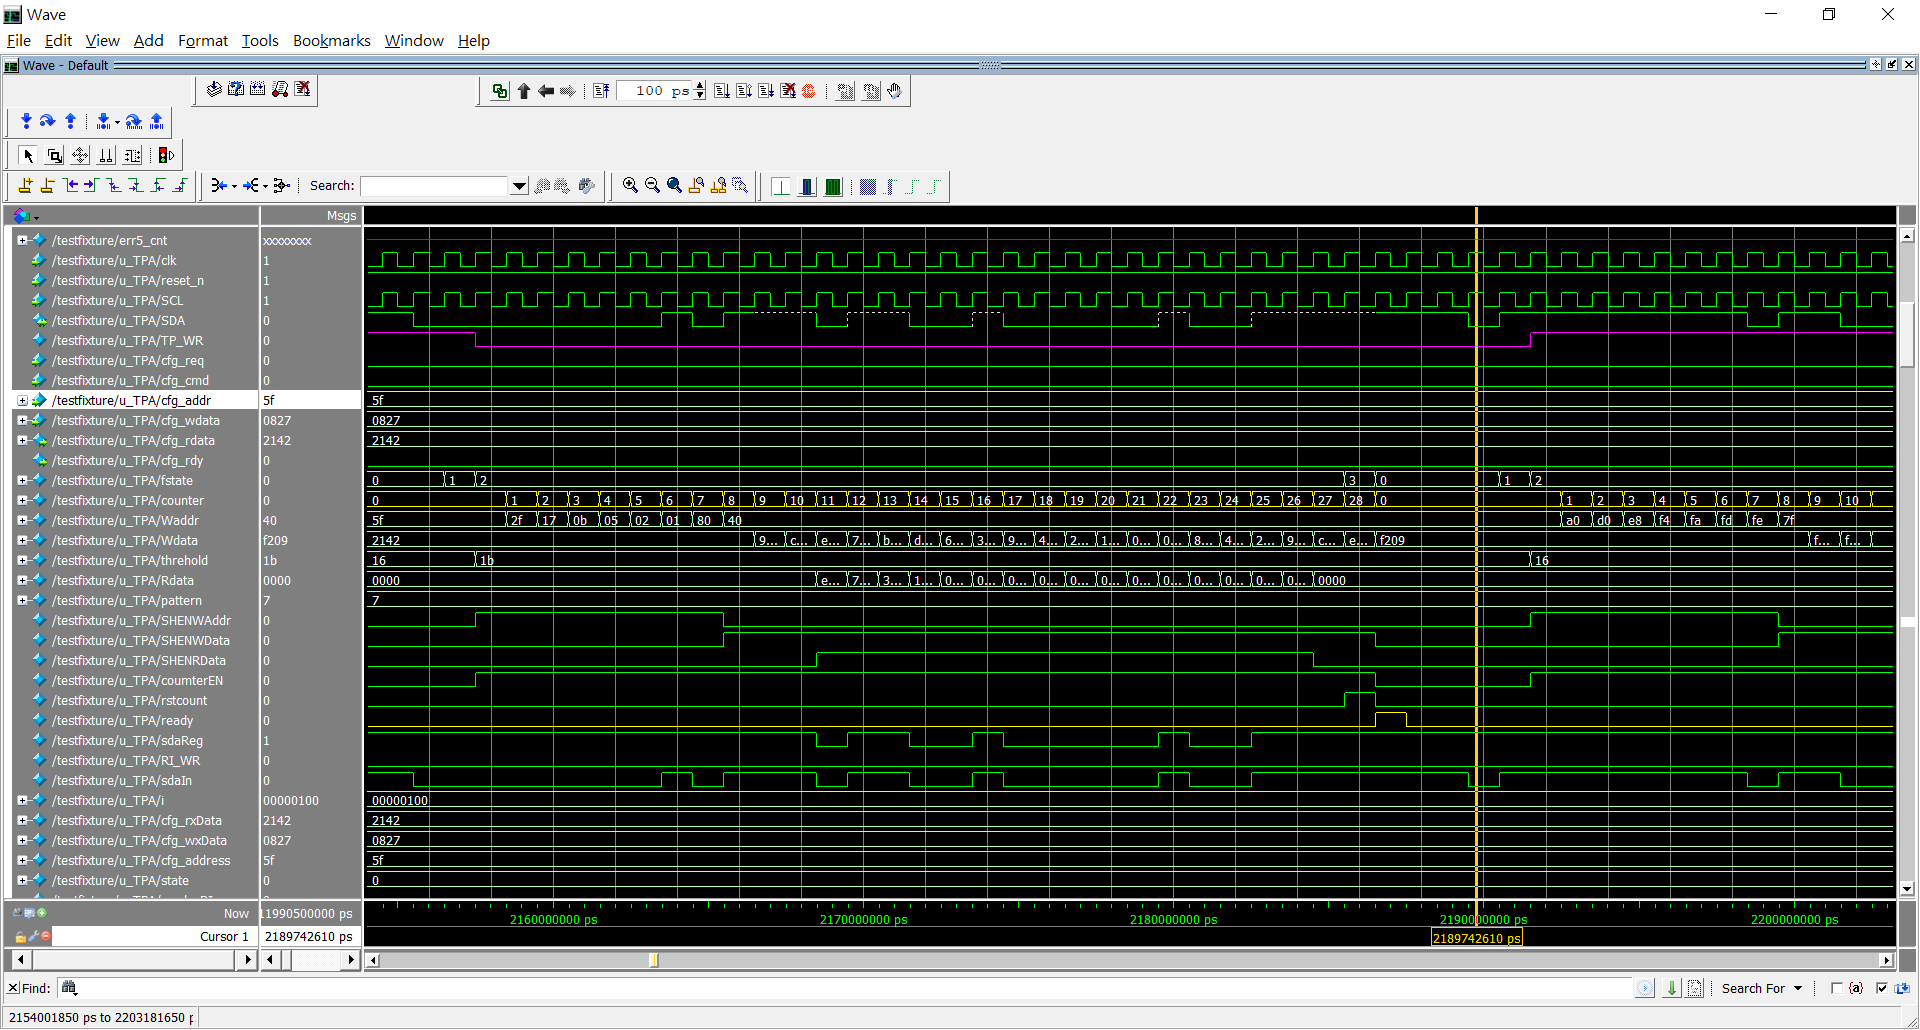 Wave
File Edit View Add Format Tools Bookmarks Window Help
Wave - Default
100 ps
Search:
Msgs
/testfixture/err5_cnt xxxxxxxx
/testfixture/u_TPA/clk 1
/testfixture/u_TPA/reset_n 1
/testfixture/u_TPA/SCL 1
/testfixture/u_TPA/SDA 0
/testfixture/u_TPA/TP_WR 0
/testfixture/u_TPA/cfg_req 0
/testfixture/u_TPA/cfg_cmd 0
/testfixture/u_TPA/cfg_addr 5f 5f
/testfixture/u_TPA/cfg_wdata 0827 0827
/testfixture/u_TPA/cfg_rdata 2142 2142
/testfixture/u_TPA/cfg_rdy 0
/testfixture/u_TPA/fstate 0 0 1 2 3 0 1 2
/testfixture/u_TPA/counter 0 0 1 2 3 4 5 6 7 8 9 10 11 12 13 14 15 16 17 18 19 20 21 22 23 24 25 26 27 28 0 1 2 3 4 5 6 7 8 9 10
/testfixture/u_TPA/Waddr 40 5f 2f 17 0b 05 02 01 80 40 a0 d0 e8 f4 fa fd fe 7f
/testfixture/u_TPA/Wdata f209 2142 9... c... e... 7... b... d... 6... 3... 9... 4... 2... 1... 0... 0... 8... 4... 2... 9... c... e... f209 f... f...
/testfixture/u_TPA/threhold 1b 16 1b 16
/testfixture/u_TPA/Rdata 0000 0000 e... 7... 3... 1... 0... 0... 0... 0... 0... 0... 0... 0... 0... 0... 0... 0... 0000
/testfixture/u_TPA/pattern 7 7
/testfixture/u_TPA/SHENWAddr 0
/testfixture/u_TPA/SHENWData 0
/testfixture/u_TPA/SHENRData 0
/testfixture/u_TPA/counterEN 0
/testfixture/u_TPA/rstcount 0
/testfixture/u_TPA/ready 0
/testfixture/u_TPA/sdaReg 1
/testfixture/u_TPA/RI_WR 0
/testfixture/u_TPA/sdaIn 0
/testfixture/u_TPA/i 00000100 00000100
/testfixture/u_TPA/cfg_rxData 2142 2142
/testfixture/u_TPA/cfg_wxData 0827 0827
/testfixture/u_TPA/cfg_address 5f 5f
/testfixture/u_TPA/state 0 0
Now 11990500000 ps 2160000000 ps 2170000000 ps 2180000000 ps 2190000000 ps 2200000000 ps
Cursor 1 2189742610 ps 2189742610 ps
Find: Search For {a}
2154001850 ps to 2203181650 p